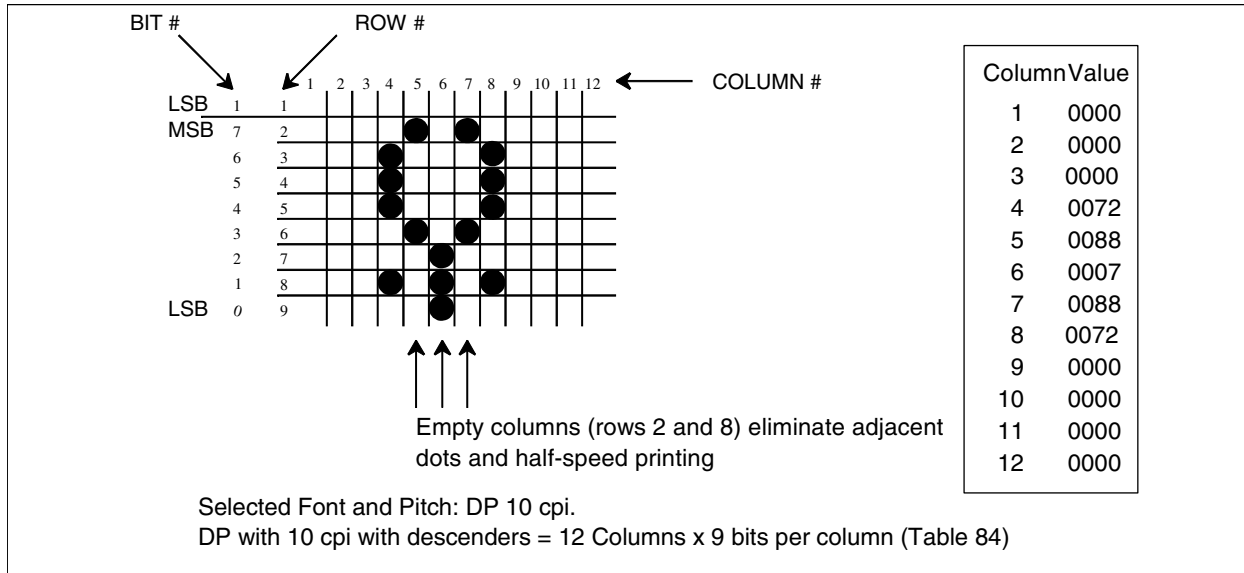 BIT #
ROW #
COLUMN #
1 2 3 4 5 6 7 8 9 10 11 12
LSB 1 1
MSB 7 2
6 3
5 4
4 5
3 6
2 7
1 8
LSB 0 9
Empty columns (rows 2 and 8) eliminate adjacent
dots and half-speed printing
Selected Font and Pitch: DP 10 cpi.
DP with 10 cpi with descenders = 12 Columns x 9 bits per column (Table 84)
ColumnValue
1 0000
2 0000
3 0000
4 0072
5 0088
6 0007
7 0088
8 0072
9 0000
10 0000
11 0000
12 0000